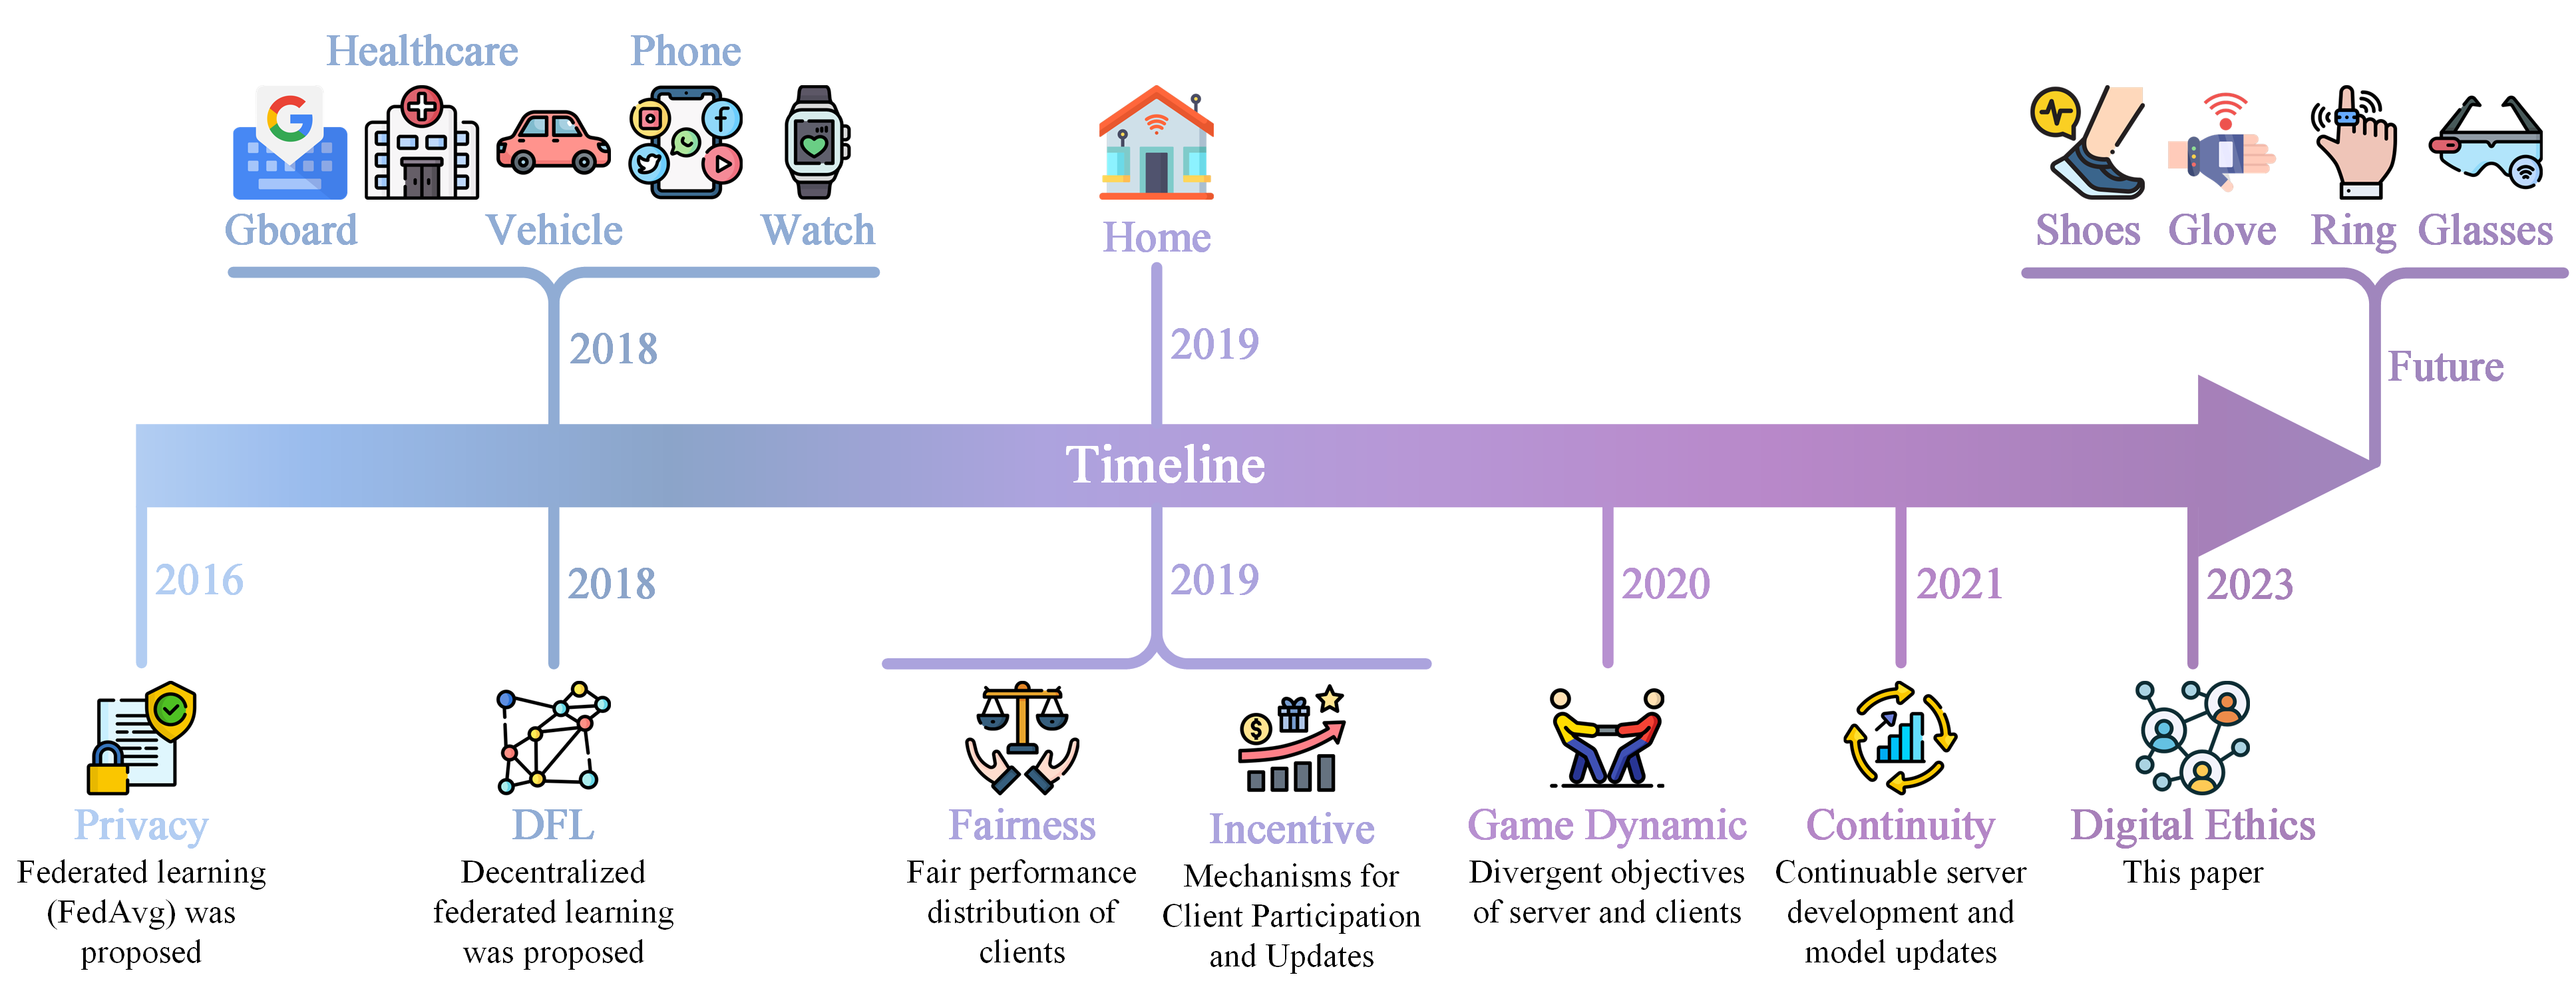 Healthcare
Phone
Gboard
Vehicle
Watch
Home
Shoes
Glove
Ring
Glasses
2018
2019
Future
Timeline
2016
2018
2019
2020
2021
2023
Privacy
Federated learning
(FedAvg) was
proposed
DFL
Decentralized
federated learning
was proposed
Fairness
Fair performance
distribution of
clients
Incentive
Mechanisms for
Client Participation
and Updates
Game Dynamic
Divergent objectives
of server and clients
Continuity
Continuable server
development and
model updates
Digital Ethics
This paper